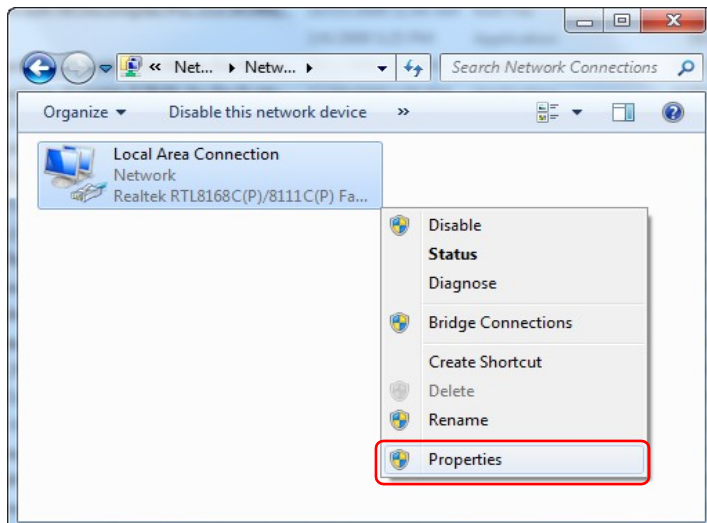 « Net... Netw...
Search Network Connections
Organize Disable this network device »
Local Area Connection
Network
Realtek RTL8168C(P)/8111C(P) Fa...
Disable
Status
Diagnose
Bridge Connections
Create Shortcut
Delete
Rename
Properties